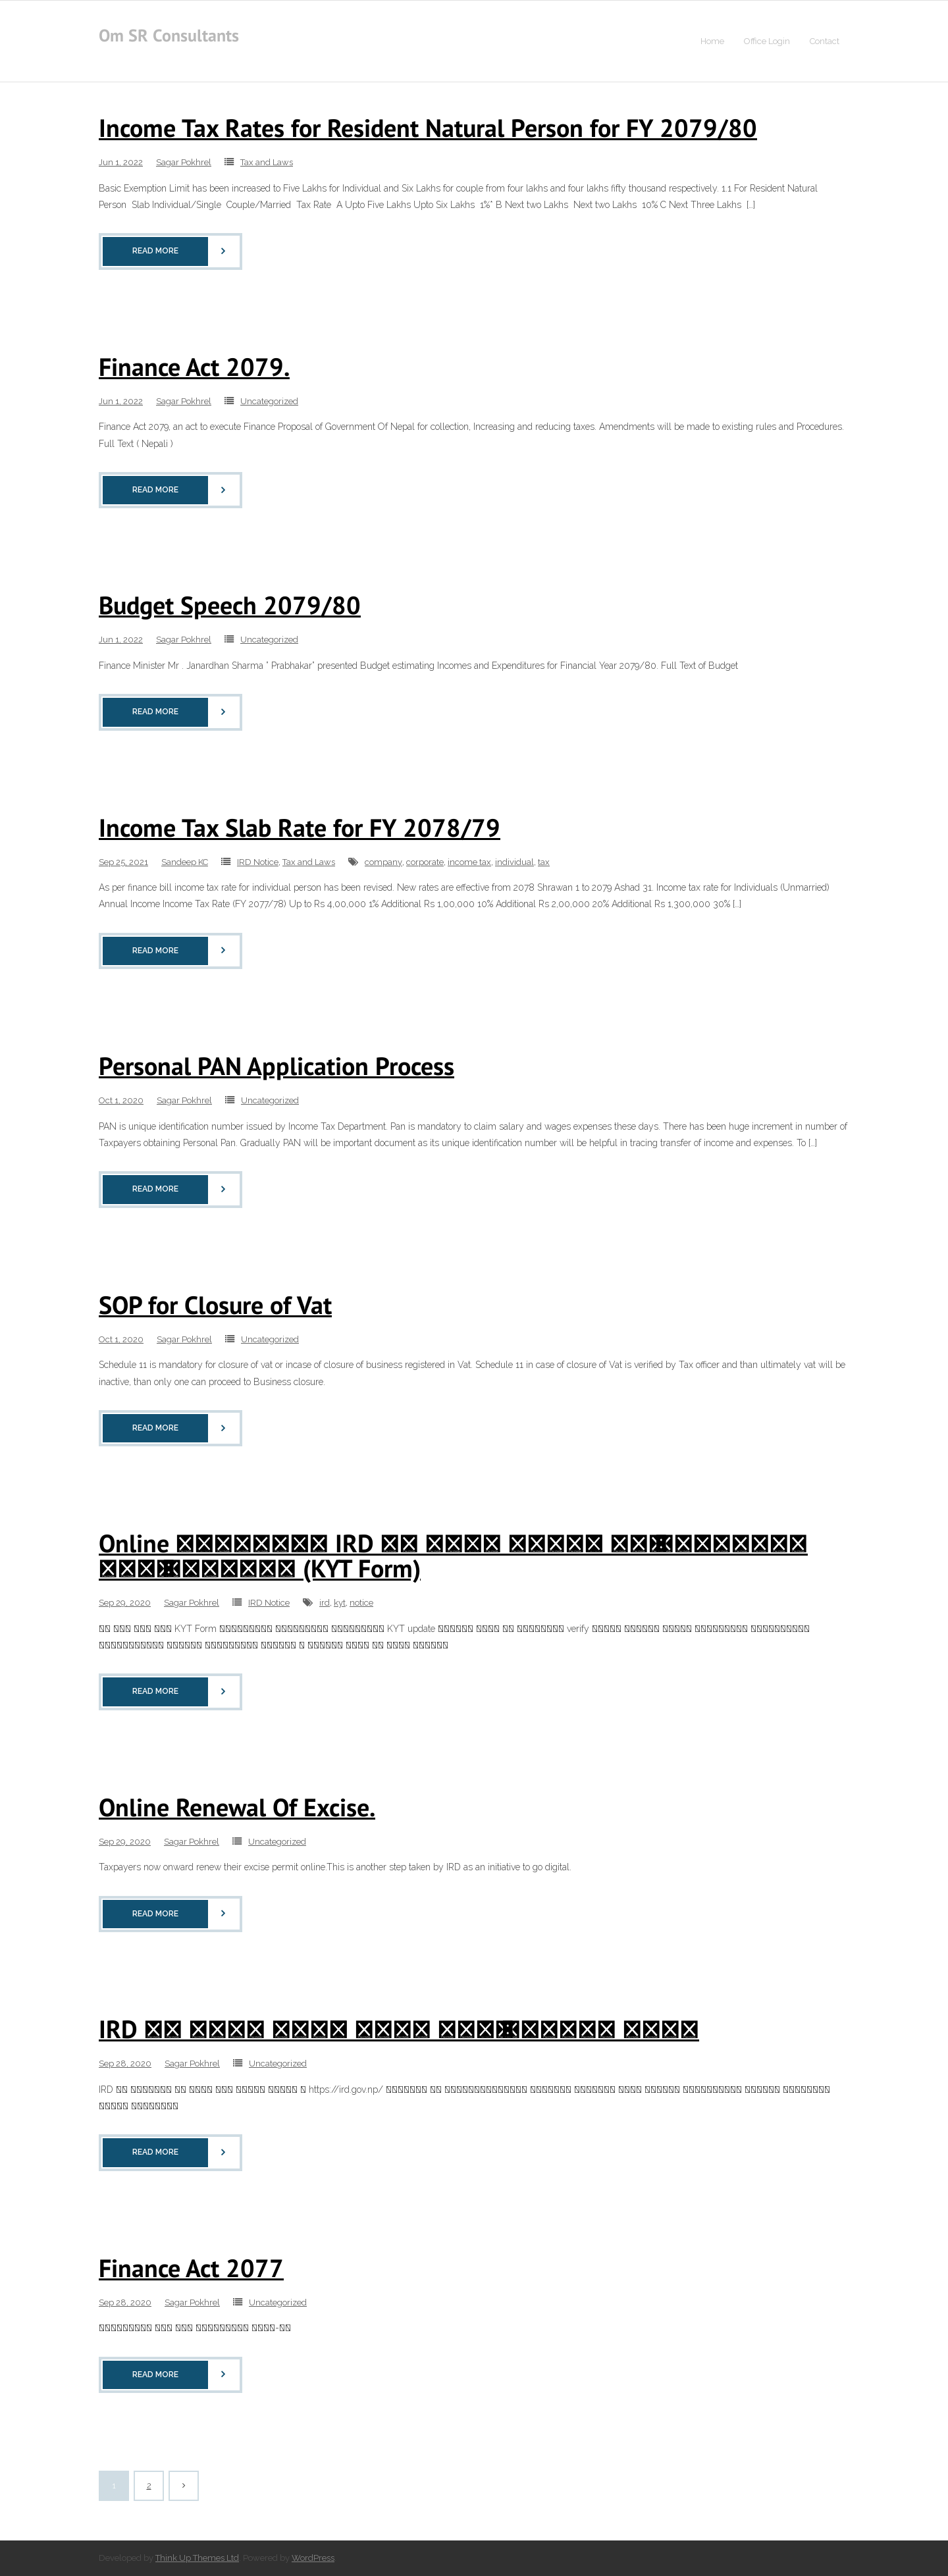 Om SR Consultants
Home Office Login Contact
Income Tax Rates for Resident Natural Person for FY 2079/80
Jun 1, 2022 Sagar Pokhrel Tax and Laws
Basic Exemption Limit has been increased to Five Lakhs for Individual and Six Lakhs for couple from four lakhs and four lakhs fifty thousand respectively. 1.1 For Resident Natural
Person Slab Individual/Single Couple/Married Tax Rate A Upto Five Lakhs Upto Six Lakhs 1%* B Next two Lakhs Next two Lakhs 10% C Next Three Lakhs […]
READ MORE
Finance Act 2079.
Jun 1, 2022 Sagar Pokhrel Uncategorized
Finance Act 2079, an act to execute Finance Proposal of Government Of Nepal for collection, Increasing and reducing taxes. Amendments will be made to existing rules and Procedures.
Full Text ( Nepali )
READ MORE
Budget Speech 2079/80
Jun 1, 2022 Sagar Pokhrel Uncategorized
Finance Minister Mr . Janardhan Sharma " Prabhakar" presented Budget estimating Incomes and Expenditures for Financial Year 2079/80. Full Text of Budget
READ MORE
Income Tax Slab Rate for FY 2078/79
Sep 25, 2021 Sandeep KC IRD Notice, Tax and Laws company, corporate, income tax, individual, tax
As per finance bill income tax rate for individual person has been revised. New rates are effective from 2078 Shrawan 1 to 2079 Ashad 31. Income tax rate for Individuals (Unmarried)
Annual Income Income Tax Rate (FY 2077/78) Up to Rs 4,00,000 1% Additional Rs 1,00,000 10% Additional Rs 2,00,000 20% Additional Rs 1,300,000 30% […]
READ MORE
Personal PAN Application Process
Oct 1, 2020 Sagar Pokhrel Uncategorized
PAN is unique identification number issued by Income Tax Department. Pan is mandatory to claim salary and wages expenses these days. There has been huge increment in number of
Taxpayers obtaining Personal Pan. Gradually PAN will be important document as its unique identification number will be helpful in tracing transfer of income and expenses. To […]
READ MORE
SOP for Closure of Vat
Oct 1, 2020 Sagar Pokhrel Uncategorized
Schedule 11 is mandatory for closure of vat or incase of closure of business registered in Vat. Schedule 11 in case of closure of Vat is verified by Tax officer and than ultimately vat will be
inactive, than only one can proceed to Business closure.
READ MORE
Online IRD
(KYT Form)
Sep 29, 2020 Sagar Pokhrel IRD Notice ird, kyt, notice
KYT Form KYT update verify
READ MORE
Online Renewal Of Excise.
Sep 29, 2020 Sagar Pokhrel Uncategorized
Taxpayers now onward renew their excise permit online.This is another step taken by IRD as an initiative to go digital.
READ MORE
IRD
Sep 28, 2020 Sagar Pokhrel Uncategorized
IRD https://ird.gov.np/
READ MORE
Finance Act 2077
Sep 28, 2020 Sagar Pokhrel Uncategorized
READ MORE
1 2
Developed by Think Up Themes Ltd. Powered by WordPress.